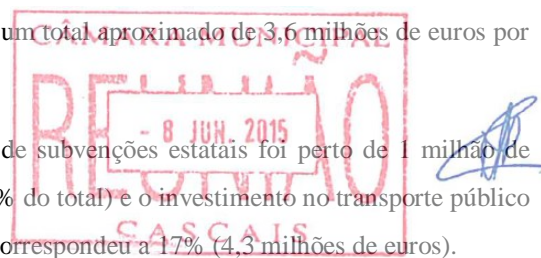 um total aproximado de 3,6 milhões de euros por
CÂMARA MUNICIPAL
REUNIÃO
- 8 JUN. 2015
de subvenções estatais foi perto de 1 milhão de
% do total) e o investimento no transporte público
CASCAIS
orrespondeu a 17% (4,3 milhões de euros).